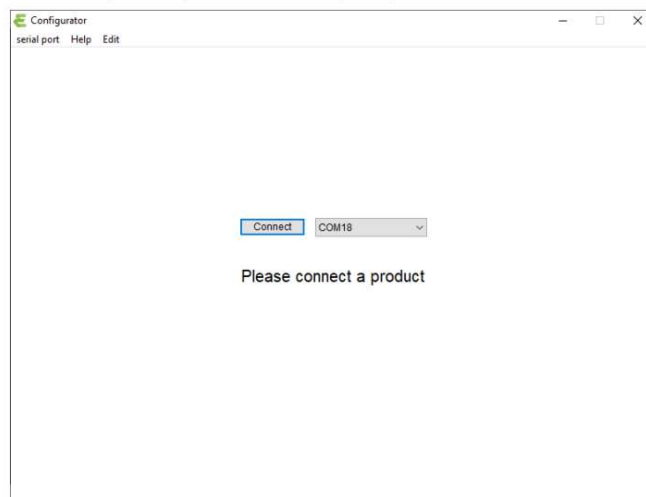 Configurator
serial port Help Edit
Connect COM18
Please connect a product